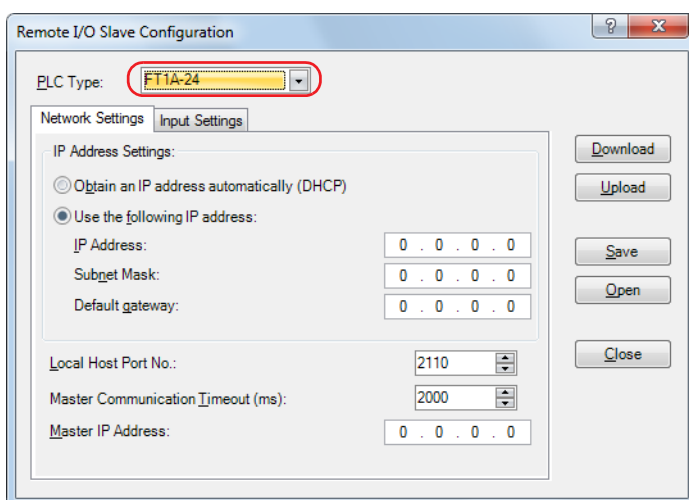 Remote I/O Slave Configuration
PLC Type: FT1A-24
Network Settings Input Settings
IP Address Settings:
Obtain an IP address automatically (DHCP)
Use the following IP address:
IP Address: 0 . 0 . 0 . 0
Subnet Mask: 0 . 0 . 0 . 0
Default gateway: 0 . 0 . 0 . 0
Local Host Port No.: 2110
Master Communication Timeout (ms): 2000
Master IP Address: 0 . 0 . 0 . 0
Download
Upload
Save
Open
Close